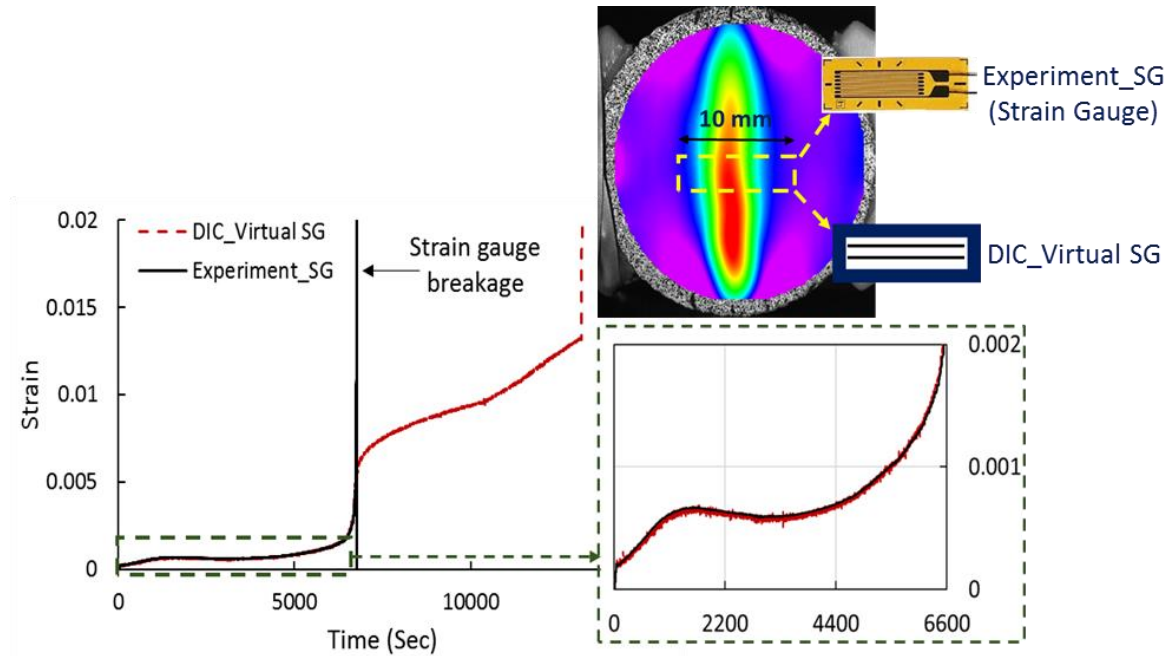 Experiment_SG
(Strain Gauge)
10 mm
DIC_Virtual SG
0.02
0.015
0.01
0.005
0
Strain
DIC_Virtual SG
Experiment_SG
Strain gauge
breakage
0
5000
10000
Time (Sec)
0.002
0.001
0
0
2200
4400
6600